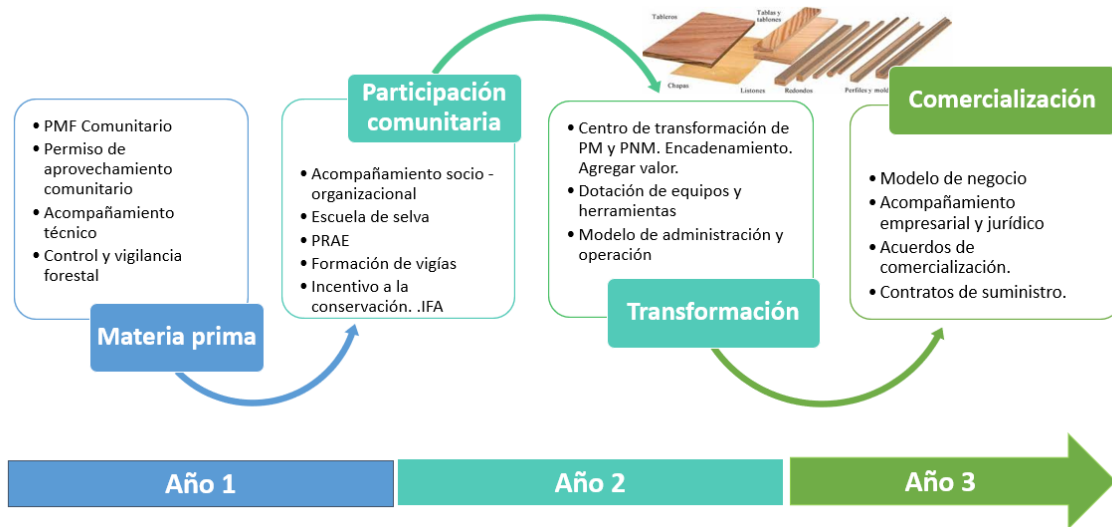 • PMF Comunitario
• Permiso de
aprovechamiento
comunitario
• Acompañamiento
técnico
• Control y vigilancia
forestal
Materia prima
Participación
comunitaria
• Acompañamiento socio -
organizacional
• Escuela de selva
• PRAE
• Formación de vigías
• Incentivo a la
conservación. .IFA
Tableros
Tablas y
tablones
Chapas
Listones
Redondos
Perfiles y mold
• Centro de transformación de
PM y PNM. Encadenamiento.
Agregar valor.
• Dotación de equipos y
herramientas
• Modelo de administración y
operación
Transformación
Comercialización
• Modelo de negocio
• Acompañamiento
empresarial y jurídico
• Acuerdos de
comercialización.
• Contratos de suministro.
Año 1
Año 2
Año 3